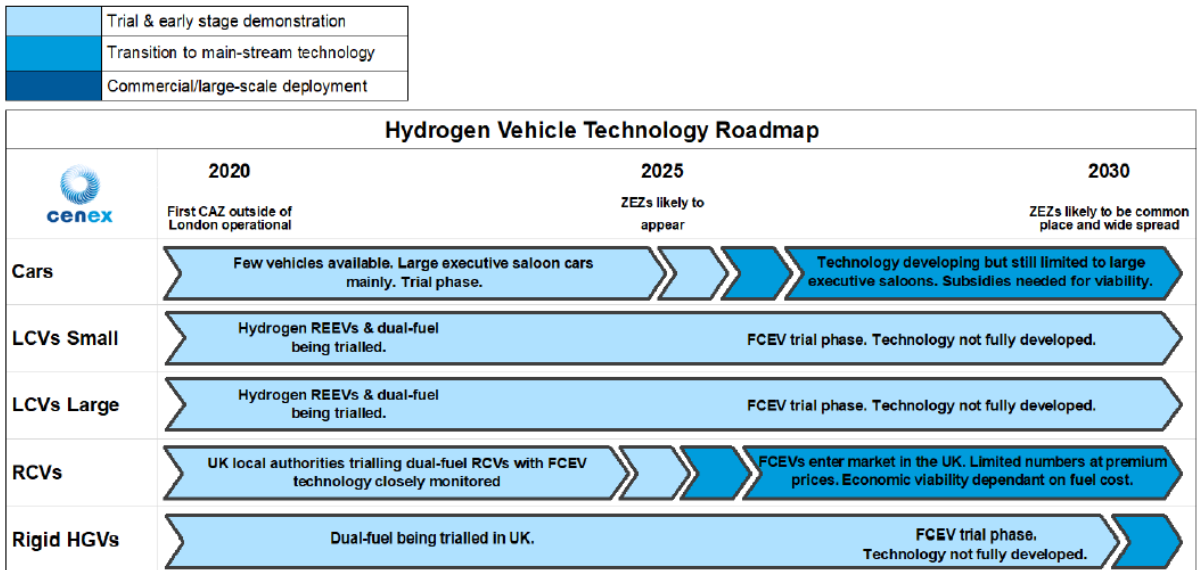 Trial & early stage demonstration
Transition to main-stream technology
Commercial/large-scale deployment
Hydrogen Vehicle Technology Roadmap
cenex
2020
2025
2030
First CAZ outside of
London operational
ZEZs likely to
appear
ZEZs likely to be common
place and wide spread
Cars
Few vehicles available. Large executive saloon cars
mainly. Trial phase.
Technology developing but still limited to large
executive saloons. Subsidies needed for viability.
LCVs Small
Hydrogen REEVs & dual-fuel
being trialled.
FCEV trial phase. Technology not fully developed.
LCVs Large
Hydrogen REEVs & dual-fuel
being trialled.
FCEV trial phase. Technology not fully developed.
RCVs
UK local authorities trialling dual-fuel RCVs with FCEV
technology closely monitored
FCEVs enter market in the UK. Limited numbers at premium
prices. Economic viability dependant on fuel cost.
Rigid HGVs
Dual-fuel being trialled in UK.
FCEV trial phase.
Technology not fully developed.